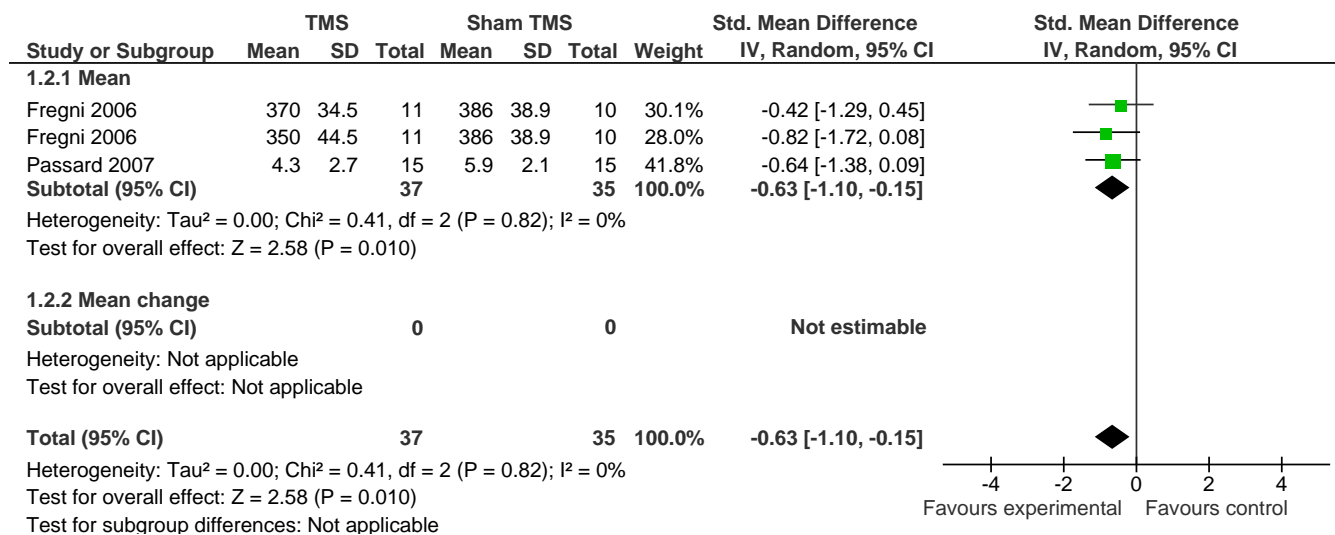 TMS Sham TMS Std. Mean Difference Std. Mean Difference
Study or Subgroup Mean SD Total Mean SD Total Weight IV, Random, 95% CI IV, Random, 95% CI
1.2.1 Mean
Fregni 2006 370 34.5 11 386 38.9 10 30.1% -0.42 [-1.29, 0.45]
Fregni 2006 350 44.5 11 386 38.9 10 28.0% -0.82 [-1.72, 0.08]
Passard 2007 4.3 2.7 15 5.9 2.1 15 41.8% -0.64 [-1.38, 0.09]
Subtotal (95% CI) 37 35 100.0% -0.63 [-1.10, -0.15]
Heterogeneity: Tau² = 0.00; Chi² = 0.41, df = 2 (P = 0.82); I² = 0%
Test for overall effect: Z = 2.58 (P = 0.010)
1.2.2 Mean change
Subtotal (95% CI) 0 0 Not estimable
Heterogeneity: Not applicable
Test for overall effect: Not applicable
Total (95% CI) 37 35 100.0% -0.63 [-1.10, -0.15]
Heterogeneity: Tau² = 0.00; Chi² = 0.41, df = 2 (P = 0.82); I² = 0%
Test for overall effect: Z = 2.58 (P = 0.010)
Test for subgroup differences: Not applicable
-4 -2 0 2 4
Favours experimental Favours control